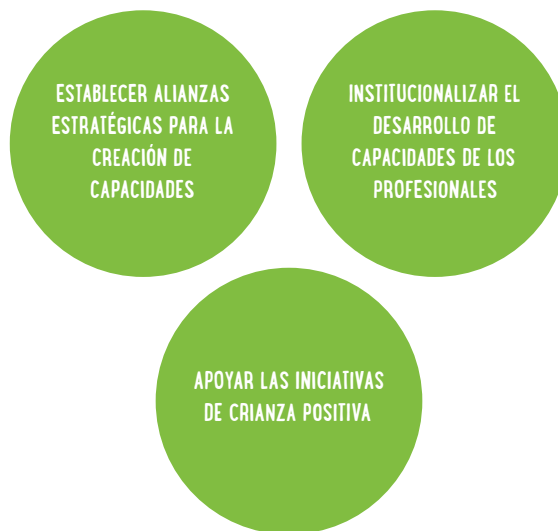 ESTABLECER ALIANZAS
ESTRATÉGICAS PARA LA
CREACIÓN DE
CAPACIDADES
INSTITUCIONALIZAR EL
DESARROLLO DE
CAPACIDADES DE LOS
PROFESIONALES
APOYAR LAS INICIATIVAS
DE CRIANZA POSITIVA